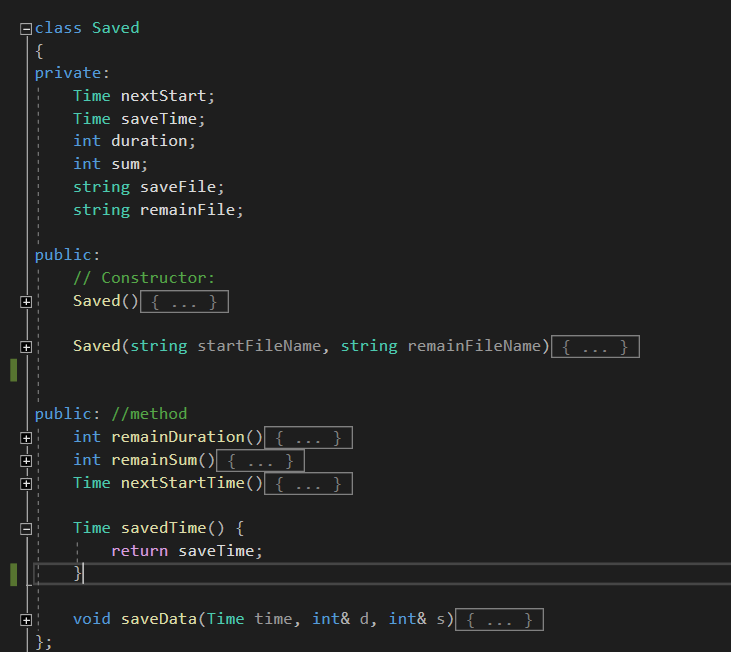 class Saved
{
private:
    Time nextStart;
    Time saveTime;
    int duration;
    int sum;
    string saveFile;
    string remainFile;

public:
    // Constructor:
    Saved(){ ... }

    Saved(string startFileName, string remainFileName){ ... }


public: //method
    int remainDuration(){ ... }
    int remainSum(){ ... }
    Time nextStartTime(){ ... }

    Time savedTime() {
        return saveTime;
    }

    void saveData(Time time, int& d, int& s){ ... }
};